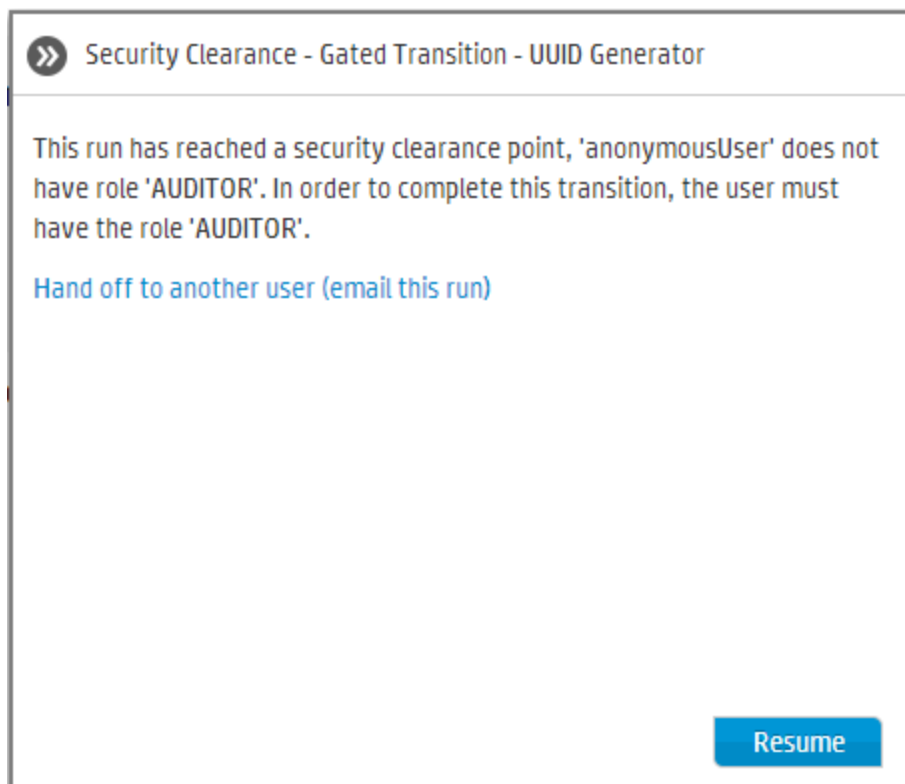 Security Clearance - Gated Transition - UUID Generator
This run has reached a security clearance point, 'anonymousUser' does not
have role 'AUDITOR'. In order to complete this transition, the user must
have the role 'AUDITOR'.
Hand off to another user (email this run)
Resume